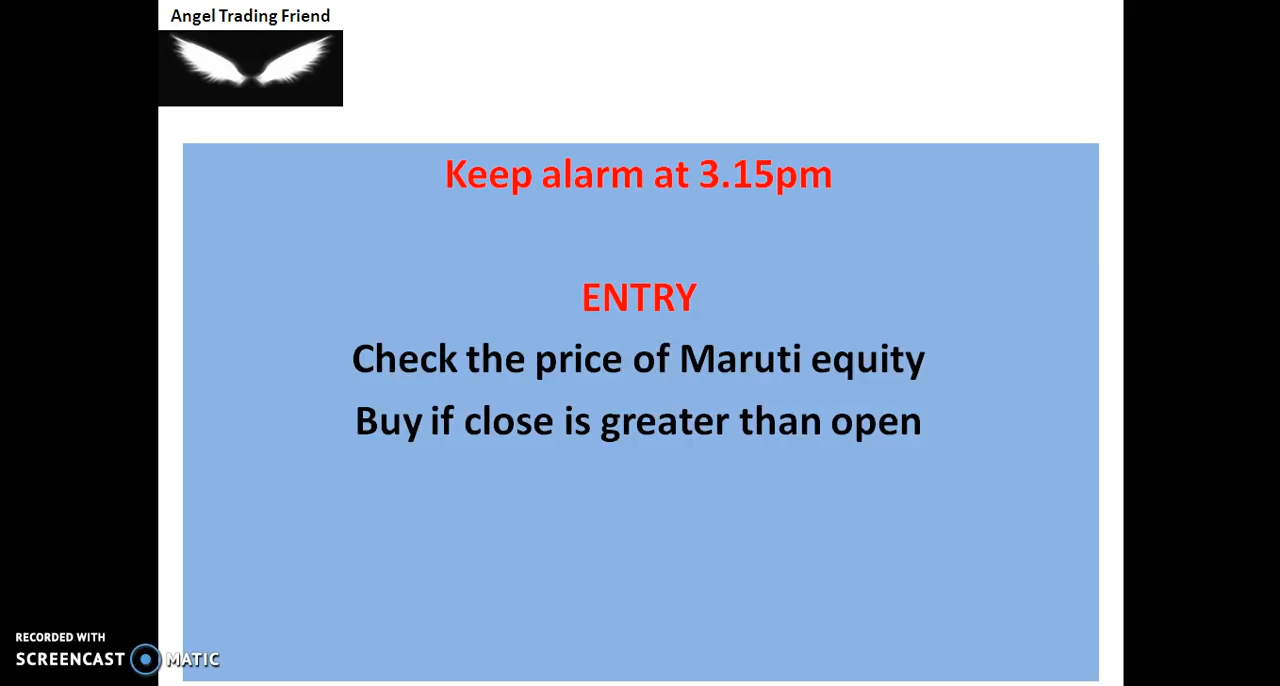 Angel Trading Friend
Keep alarm at 3.15pm
ENTRY
Check the price of Maruti equity
Buy if close is greater than open
RECORDED WITH
SCREENCAST MATIC